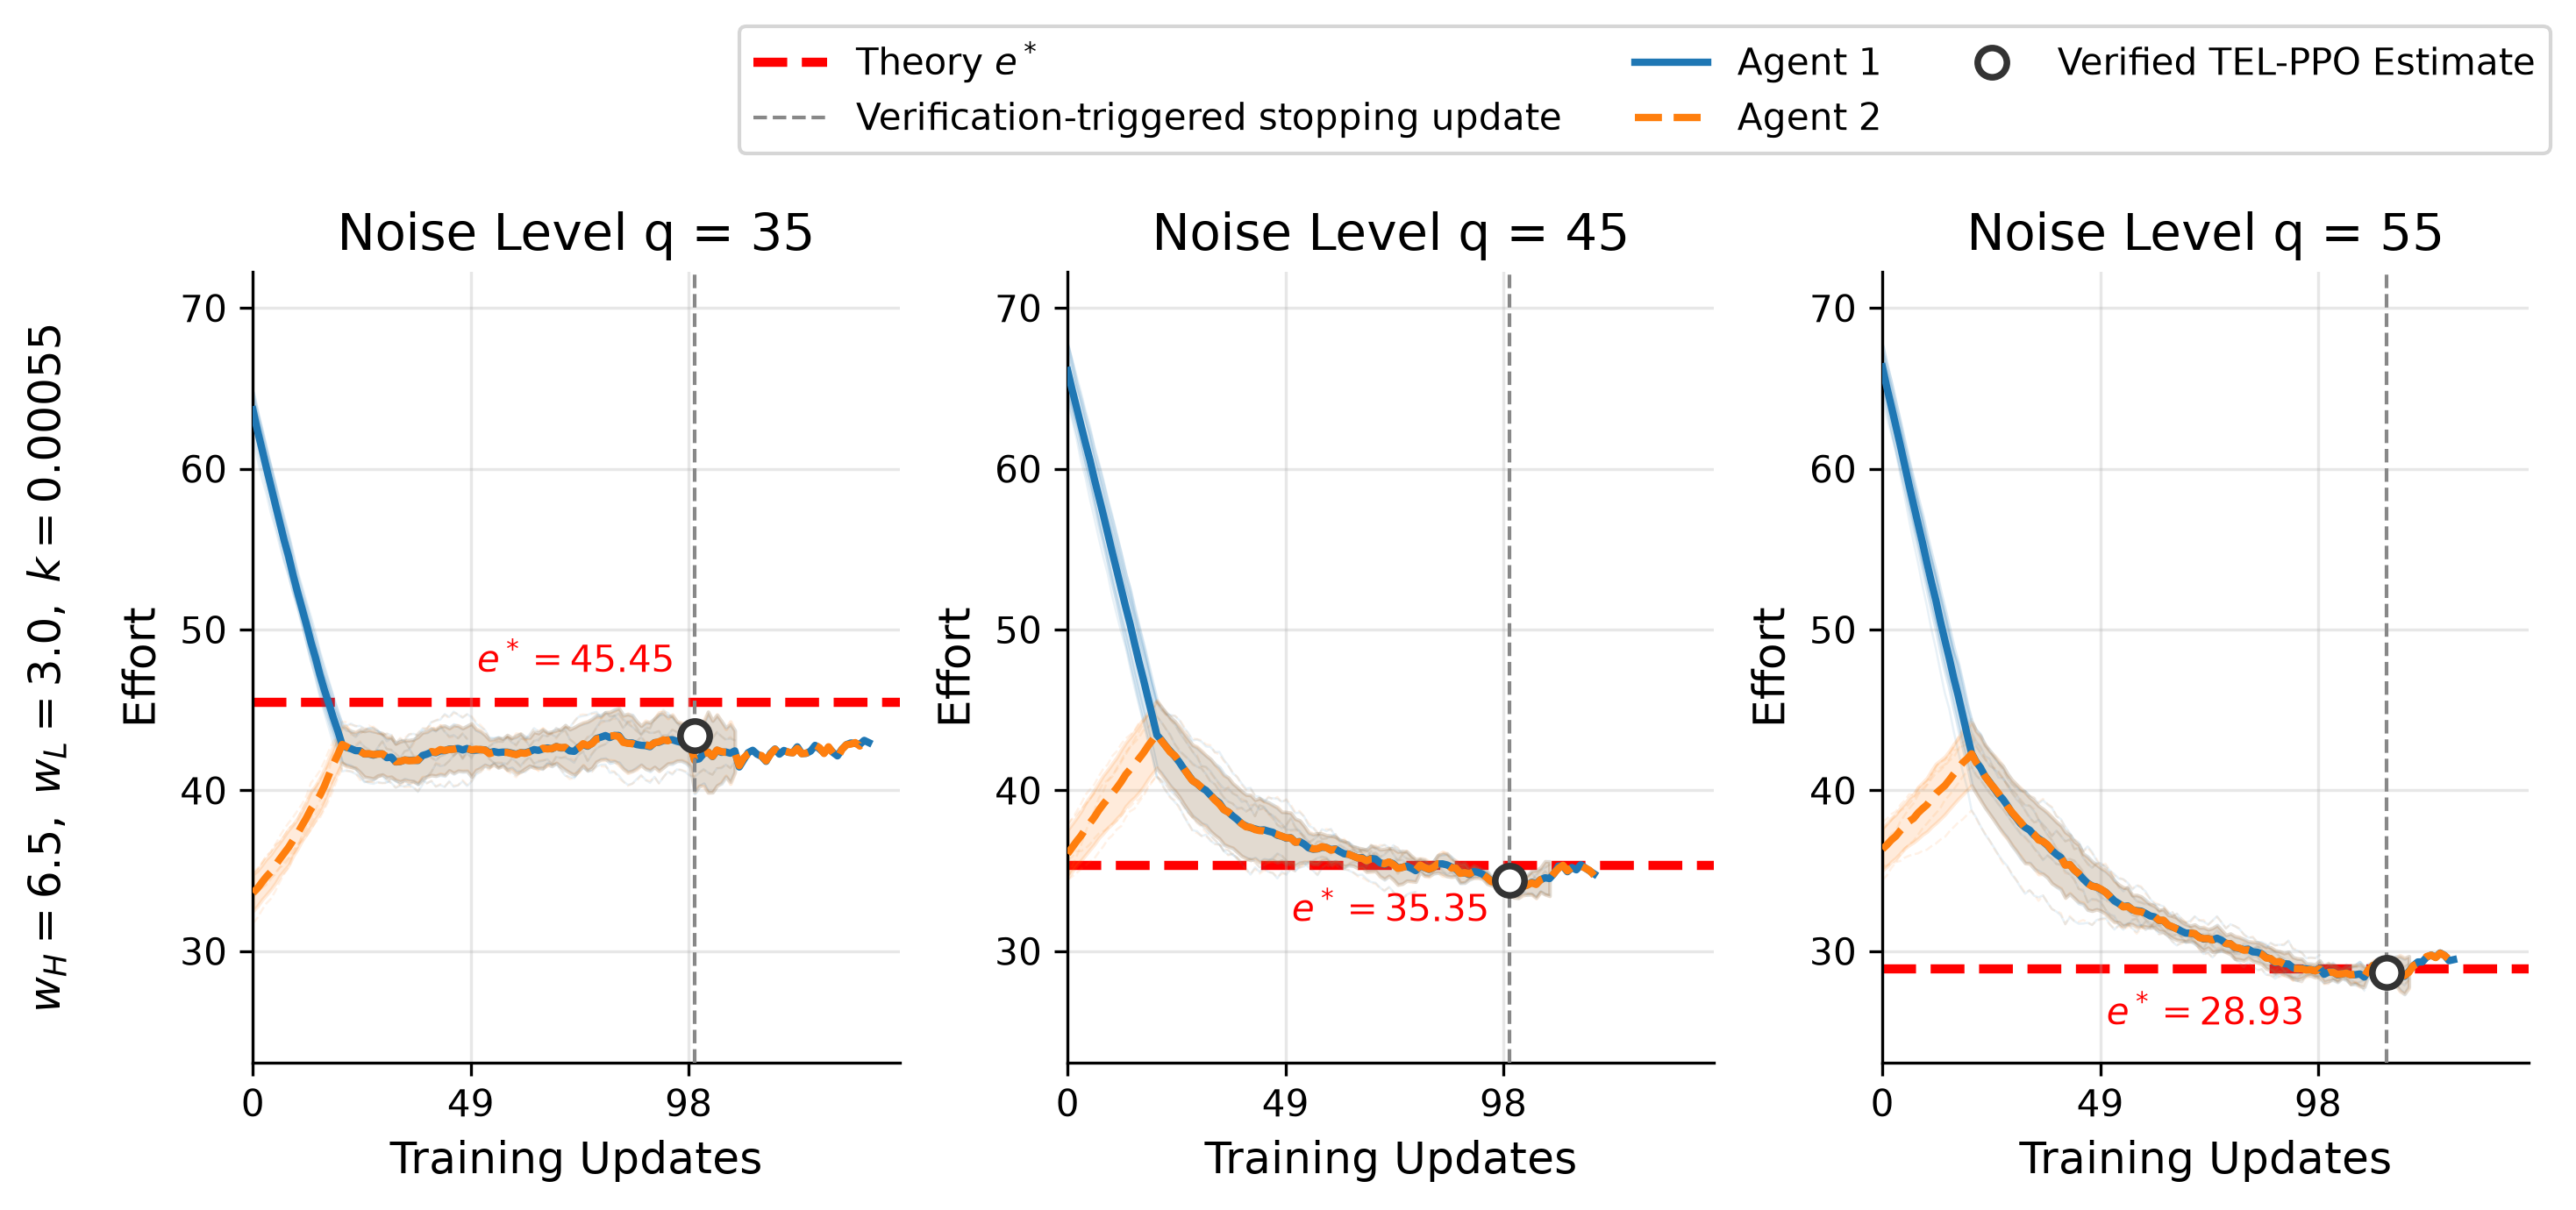 Theory e*
Verification-triggered stopping update
Agent 1
Agent 2
Verified TEL-PPO Estimate
w_H = 6.5, w_L = 3.0, k = 0.00055
Noise Level q = 35
70
60
50
40
30
Effort
e* = 45.45
0 49 98
Training Updates
Noise Level q = 45
70
60
50
40
30
Effort
e* = 35.35
0 49 98
Training Updates
Noise Level q = 55
70
60
50
40
30
Effort
e* = 28.93
0 49 98
Training Updates